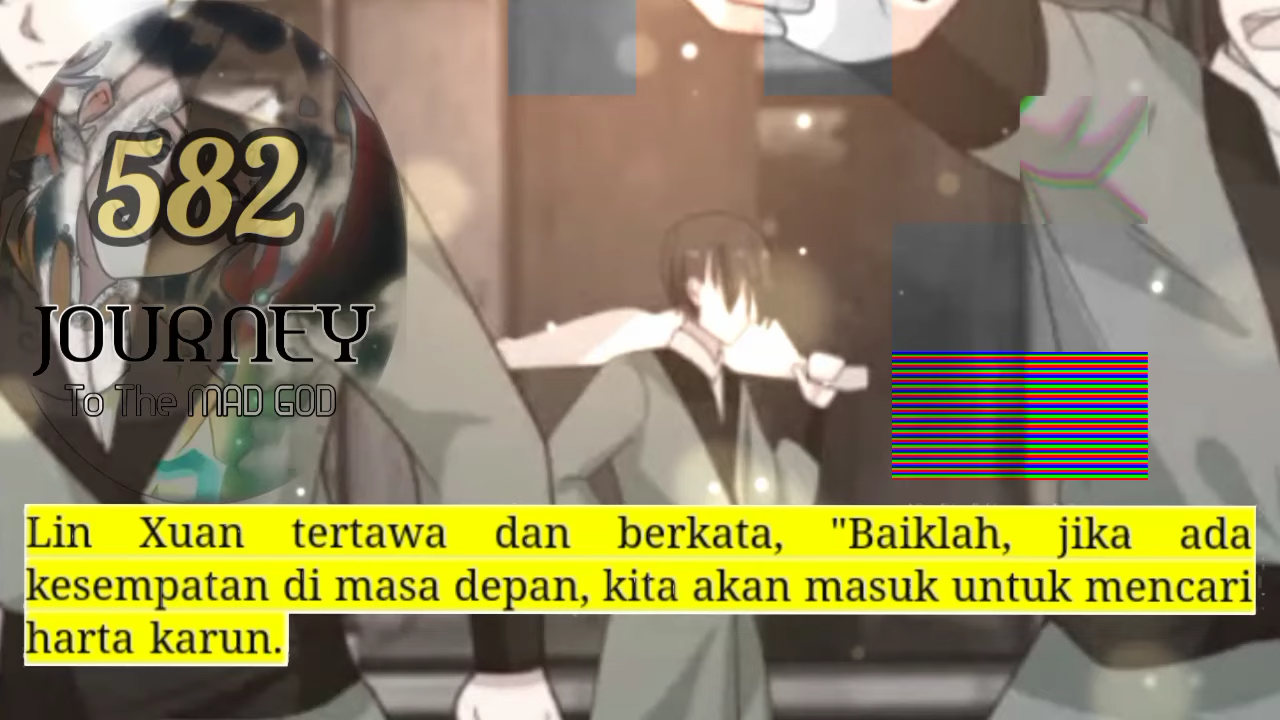 582
JOURNEY
To The MAD GOD
Lin Xuan tertawa dan berkata, "Baiklah, jika ada
kesempatan di masa depan, kita akan masuk untuk mencari
harta karun.